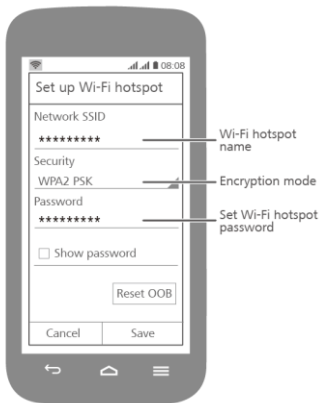 08:08
Set up Wi-Fi hotspot
Network SSID
*********
Wi-Fi hotspot
name
Security
WPA2 PSK
Encryption mode
Password
*********
Set Wi-Fi hotspot
password
Show password
Reset OOB
Cancel Save